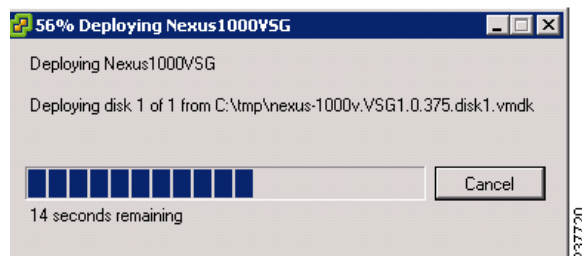 56% Deploying Nexus1000VSG
Deploying Nexus1000VSG
Deploying disk 1 of 1 from C:\tmp\nexus-1000v.VSG1.0.375.disk1.vmdk
Cancel
14 seconds remaining
237720